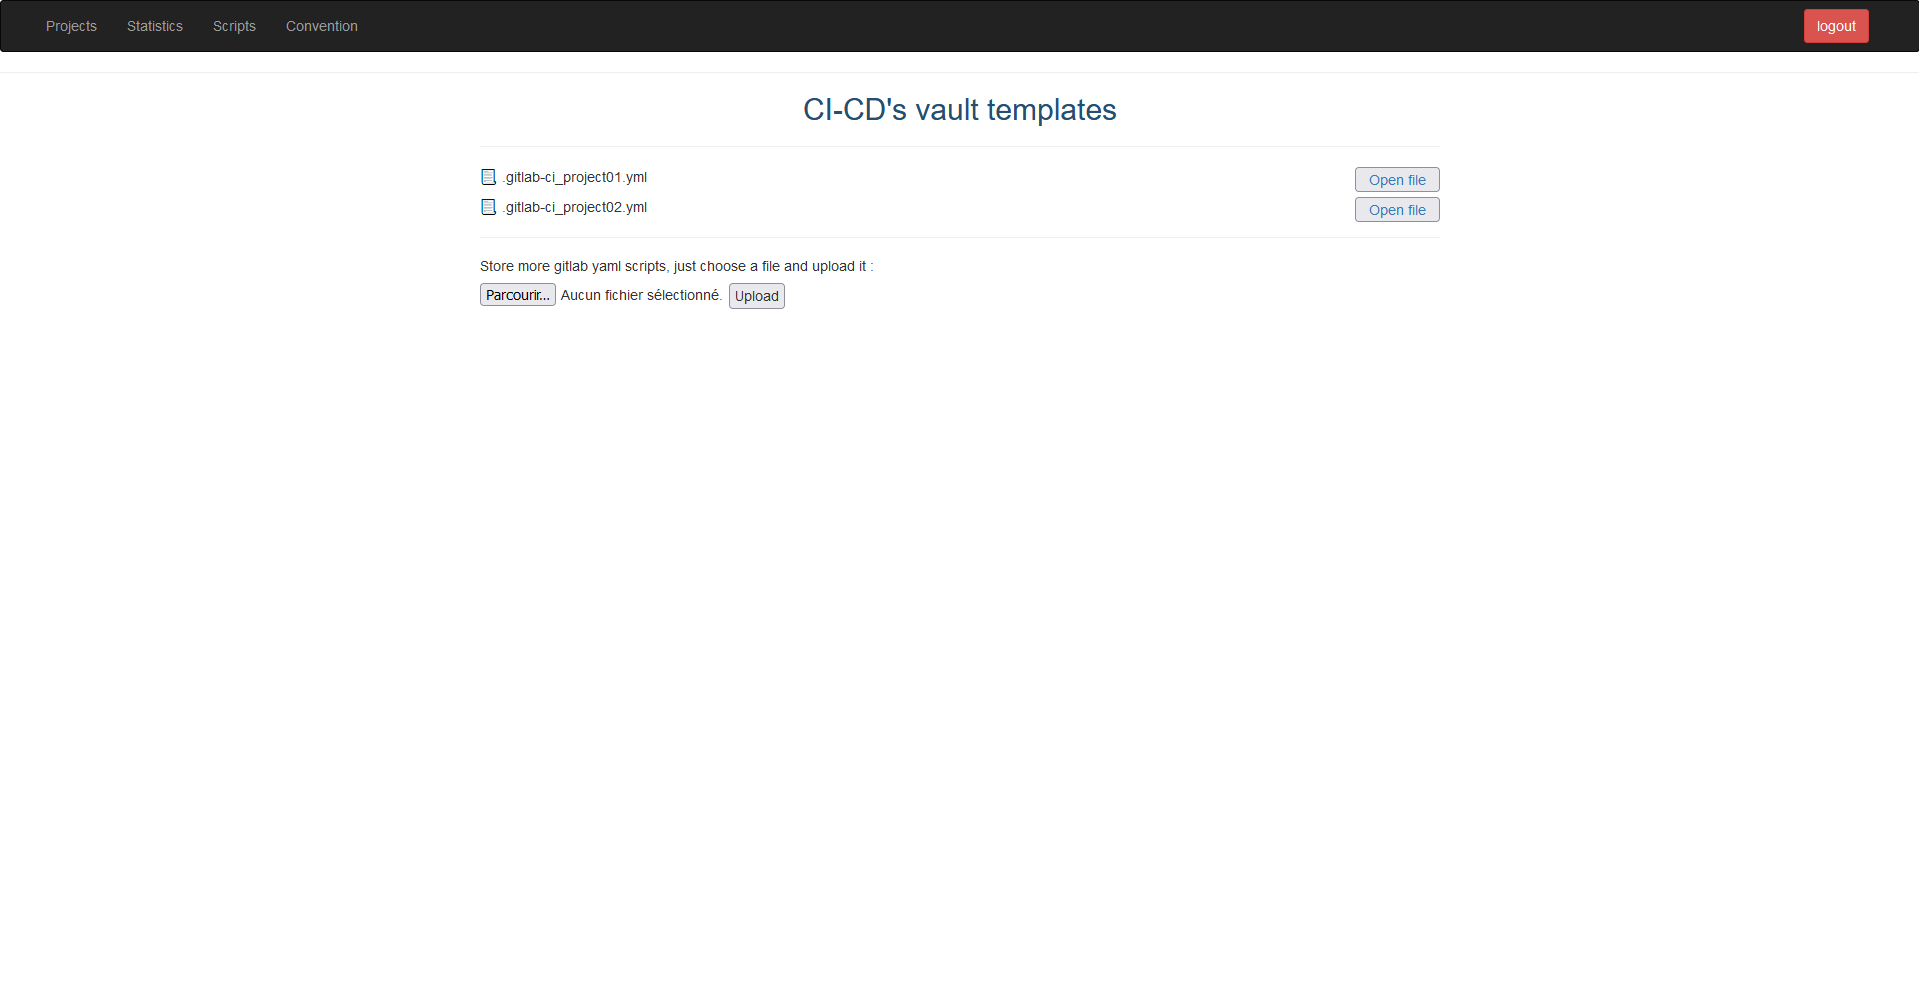 Projects Statistics Scripts Convention logout
CI-CD's vault templates
.gitlab-ci_project01.yml Open file
.gitlab-ci_project02.yml Open file
Store more gitlab yaml scripts, just choose a file and upload it :
Parcourir... Aucun fichier sélectionné. Upload